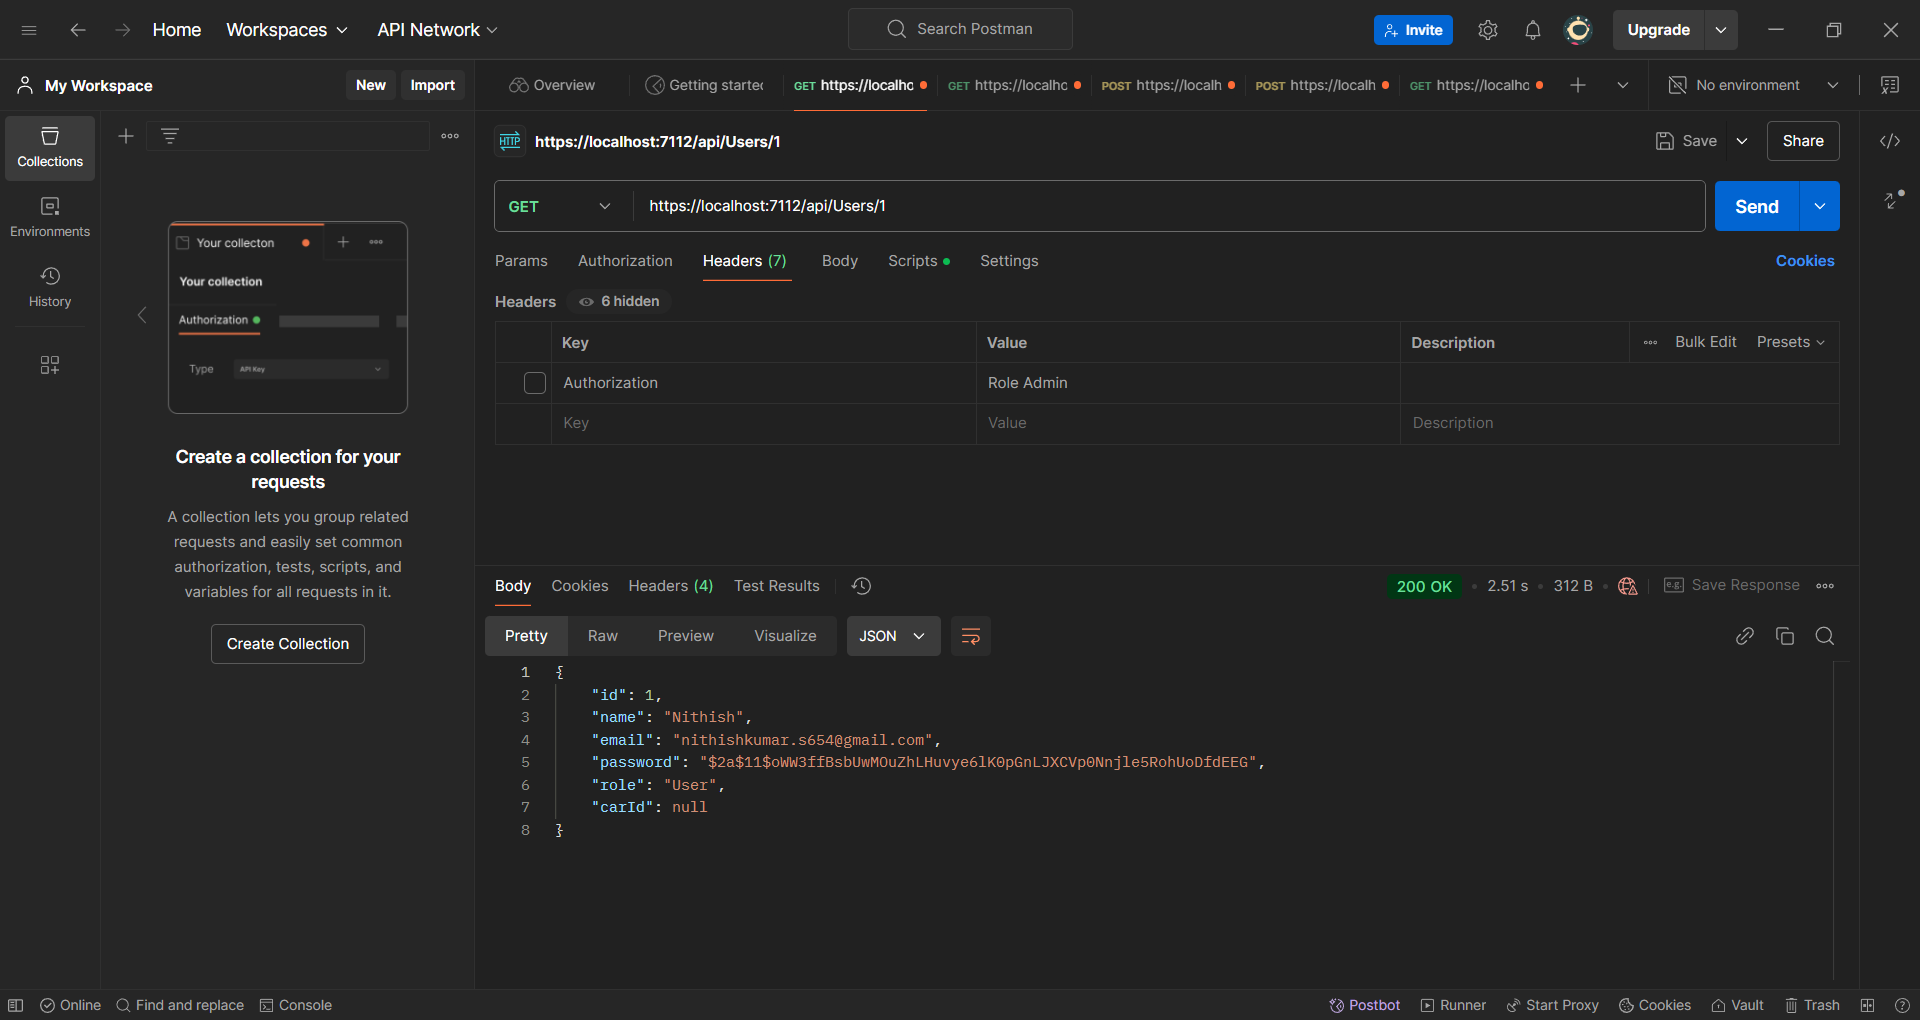 Home Workspaces API Network Search Postman Invite Upgrade
My Workspace New Import Overview Getting started GET https://localho GET https://localho POST https://localh POST https://localh GET https://localho No environment
Collections
Environments
History
Your collecton
Your collection
Authorization
Type API Key
Create a collection for your
requests
A collection lets you group related
requests and easily set common
authorization, tests, scripts, and
variables for all requests in it.
Create Collection
HTTP https://localhost:7112/api/Users/1 Save Share
GET https://localhost:7112/api/Users/1 Send
Params Authorization Headers (7) Body Scripts Settings Cookies
Headers 6 hidden
Key Value Description Bulk Edit Presets
Authorization Role Admin
Key Value Description
Body Cookies Headers (4) Test Results 200 OK 2.51 s 312 B e.g. Save Response
Pretty Raw Preview Visualize JSON
1 {
2 "id": 1,
3 "name": "Nithish",
4 "email": "nithishkumar.s654@gmail.com",
5 "password": "$2a$11$oWW3ffBsbUwMOuZhLHuvye6lK0pGnLJXCVp0Nnjle5RohUoDfdEEG",
6 "role": "User",
7 "carId": null
8 }
Online Find and replace Console Postbot Runner Start Proxy Cookies Vault Trash